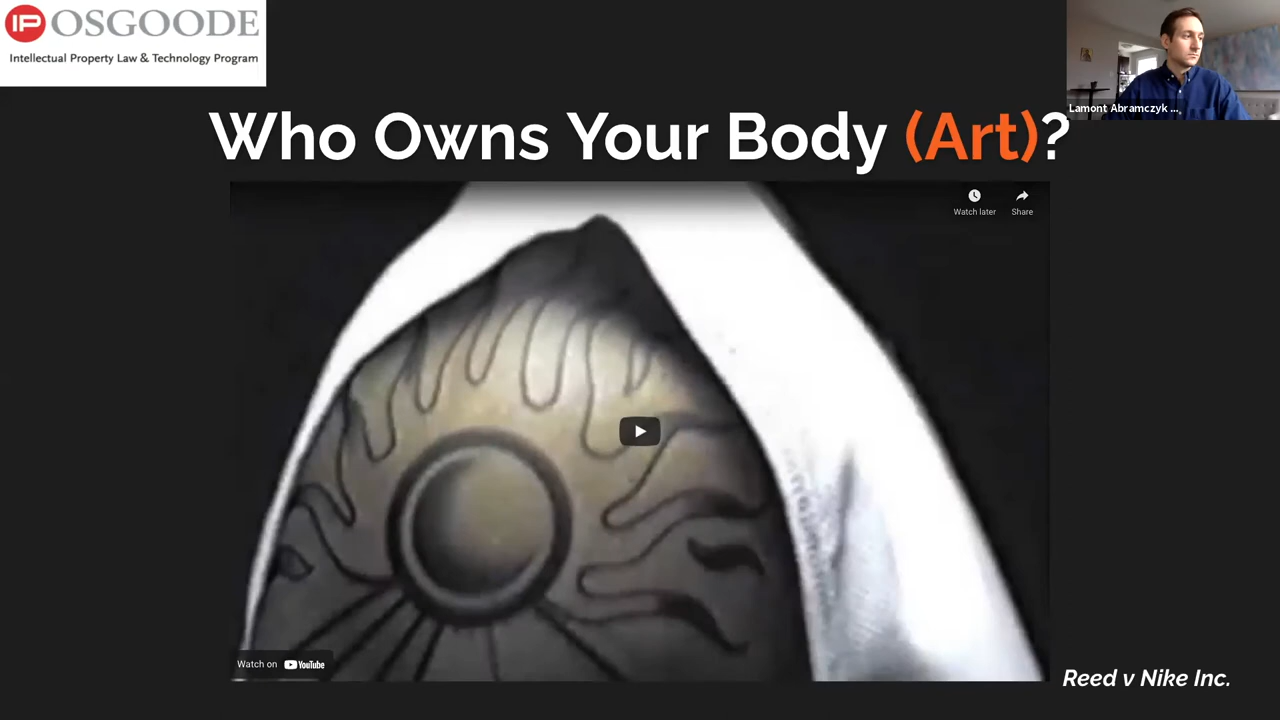 IP OSGOODE
Intellectual Property Law & Technology Program
Lamont Abramczyk ...
Who Owns Your Body (Art)?
Watch later
Share
Watch on YouTube
Reed v Nike Inc.